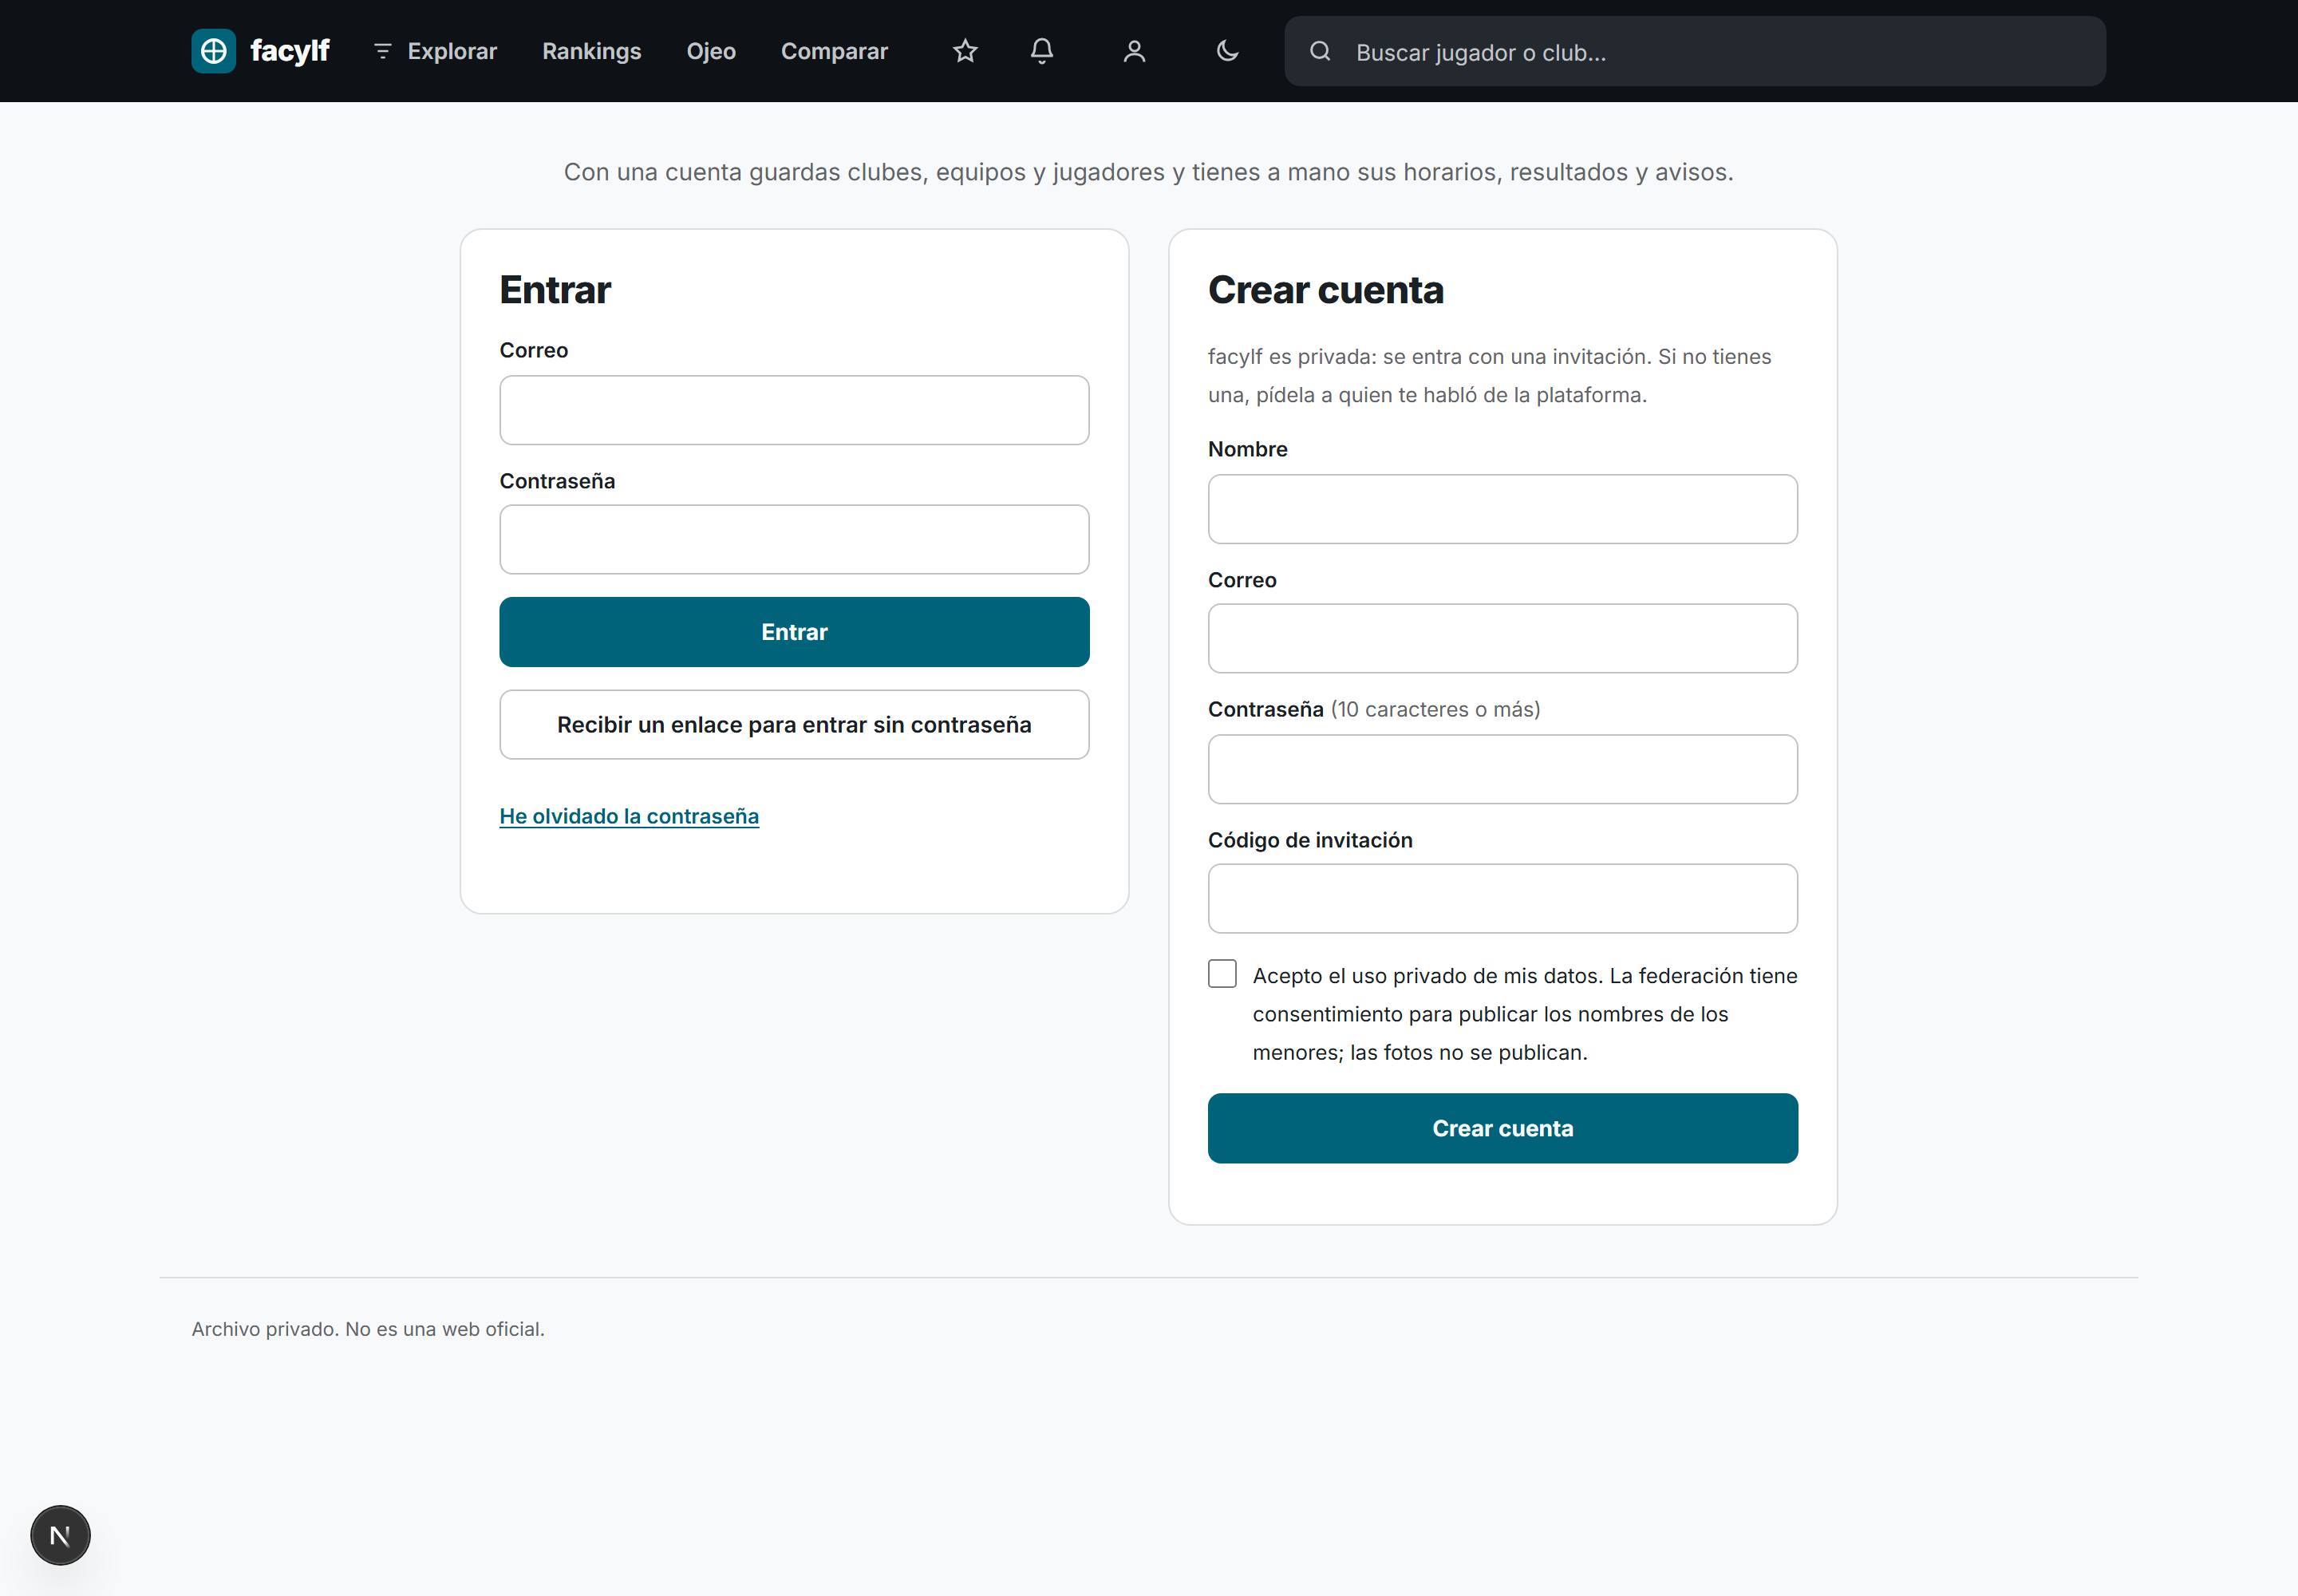 facylf
Explorar
Rankings
Ojeo
Comparar
Buscar jugador o club...
Con una cuenta guardas clubes, equipos y jugadores y tienes a mano sus horarios, resultados y avisos.
Entrar
Correo
Contraseña
Entrar
Recibir un enlace para entrar sin contraseña
He olvidado la contraseña
Crear cuenta
facylf es privada: se entra con una invitación. Si no tienes
una, pídela a quien te habló de la plataforma.
Nombre
Correo
Contraseña (10 caracteres o más)
Código de invitación
Acepto el uso privado de mis datos. La federación tiene
consentimiento para publicar los nombres de los
menores; las fotos no se publican.
Crear cuenta
Archivo privado. No es una web oficial.
N